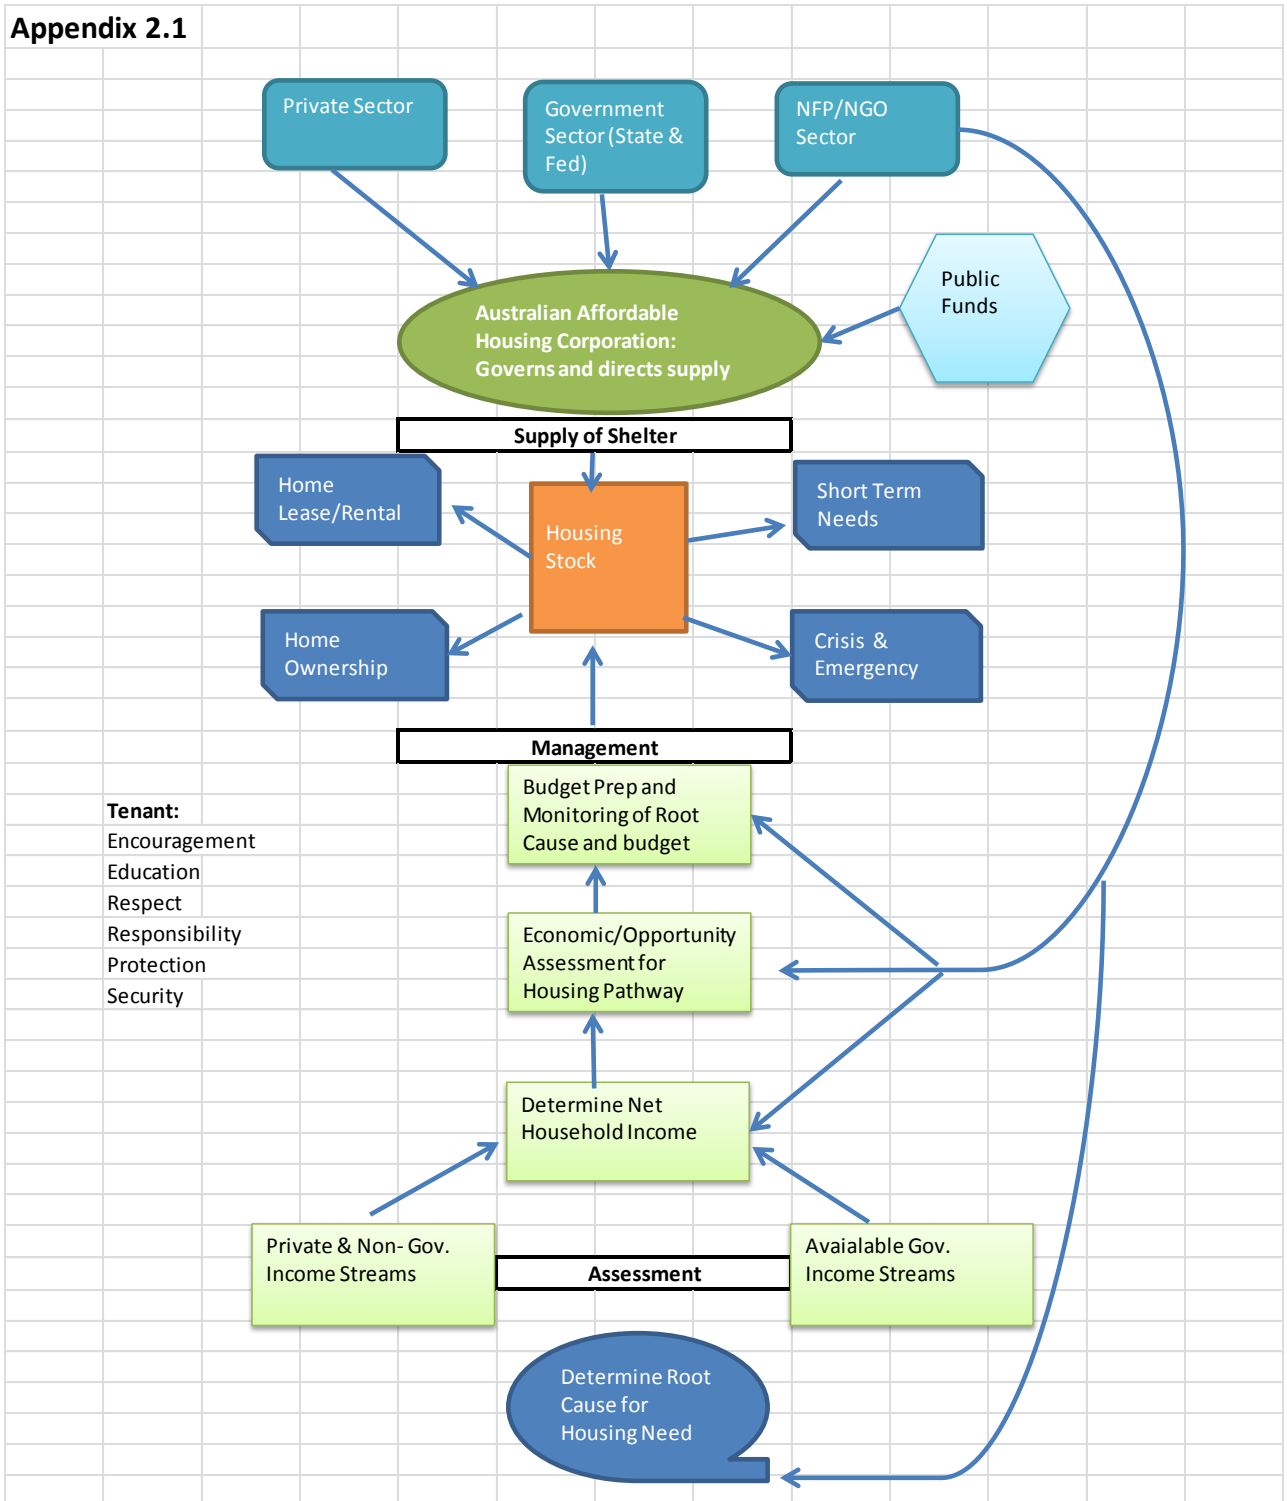 Appendix 2.1
Private Sector
Government
Sector (State &
Fed)
NFP/NGO
Sector
Public
Funds
Australian Affordable
Housing Corporation:
Governs and directs supply
Supply of Shelter
Home
Lease/Rental
Short Term
Needs
Housing
Stock
Home
Ownership
Crisis & 
Emergency
Management
Budget Prep and
Monitoring of Root
Cause and budget
Tenant:
Encouragement
Education
Respect
Responsibility
Protection
Security
Economic/Opportunity
Assessment for
Housing Pathway
Determine Net
Household Income
Private & Non- Gov.
Income Streams
Assessment
Avaialable Gov.
Income Streams
Determine Root
Cause for
Housing Need